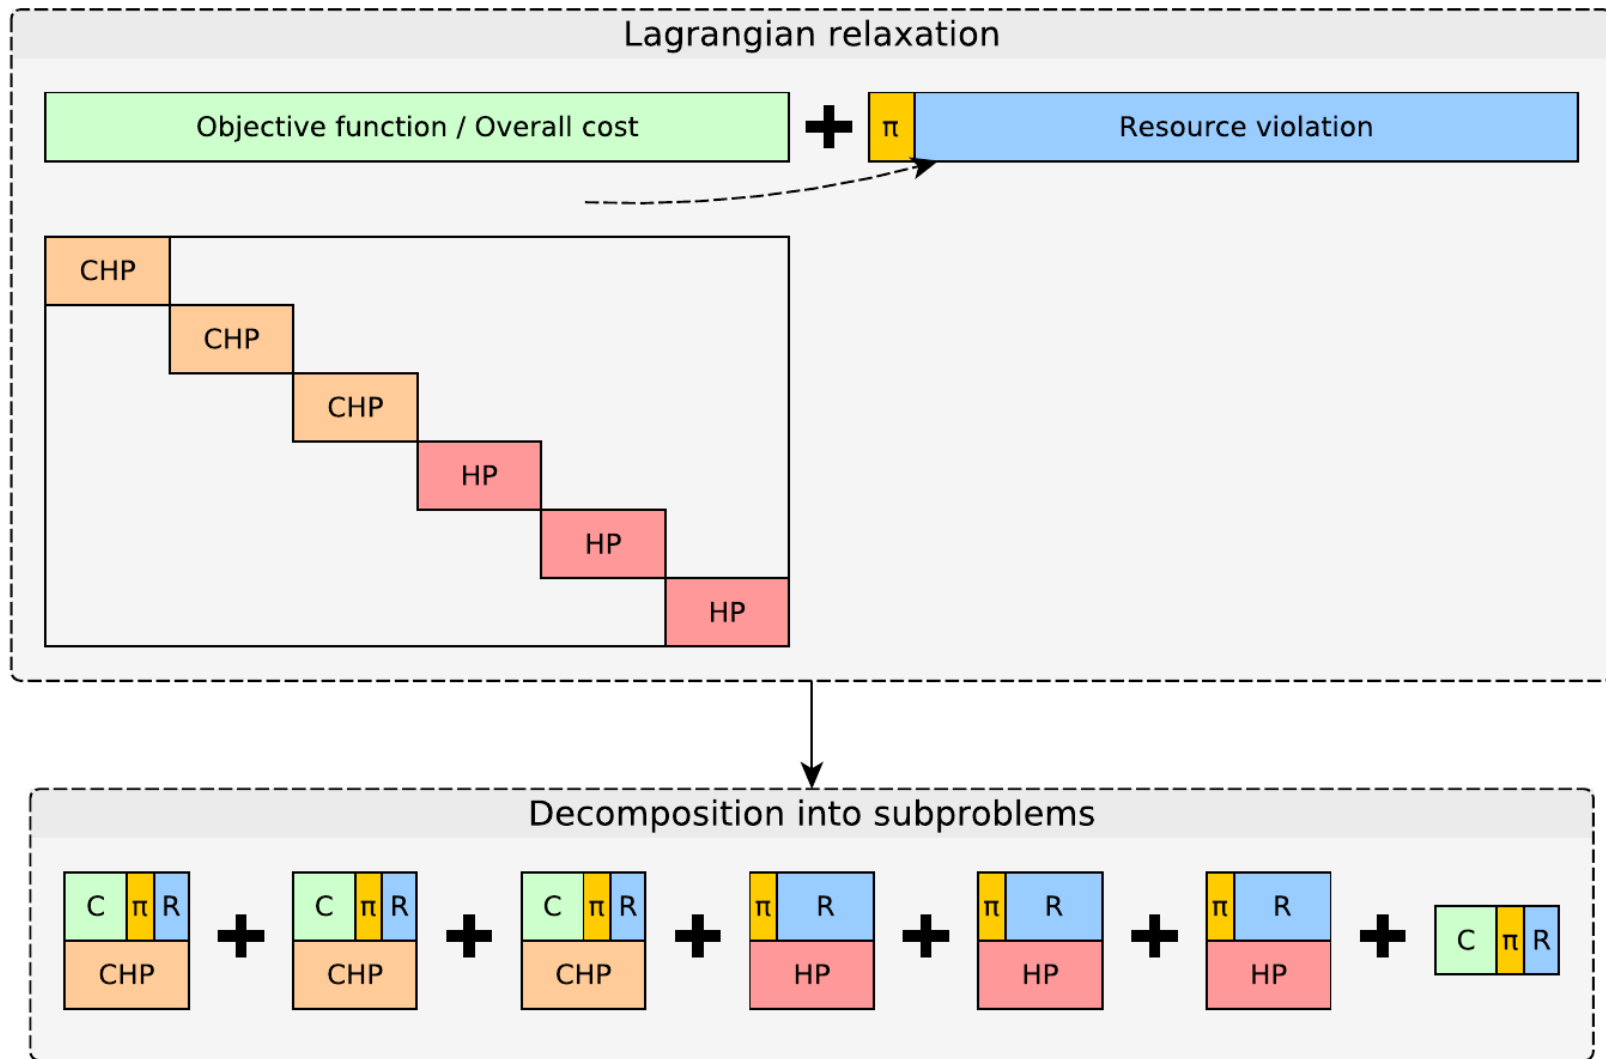 Lagrangian relaxation
Objective function / Overall cost
π
Resource violation
CHP
CHP
CHP
HP
HP
HP
Decomposition into subproblems
C π R C π R C π R π R π R π R C π R
CHP CHP CHP HP HP HP